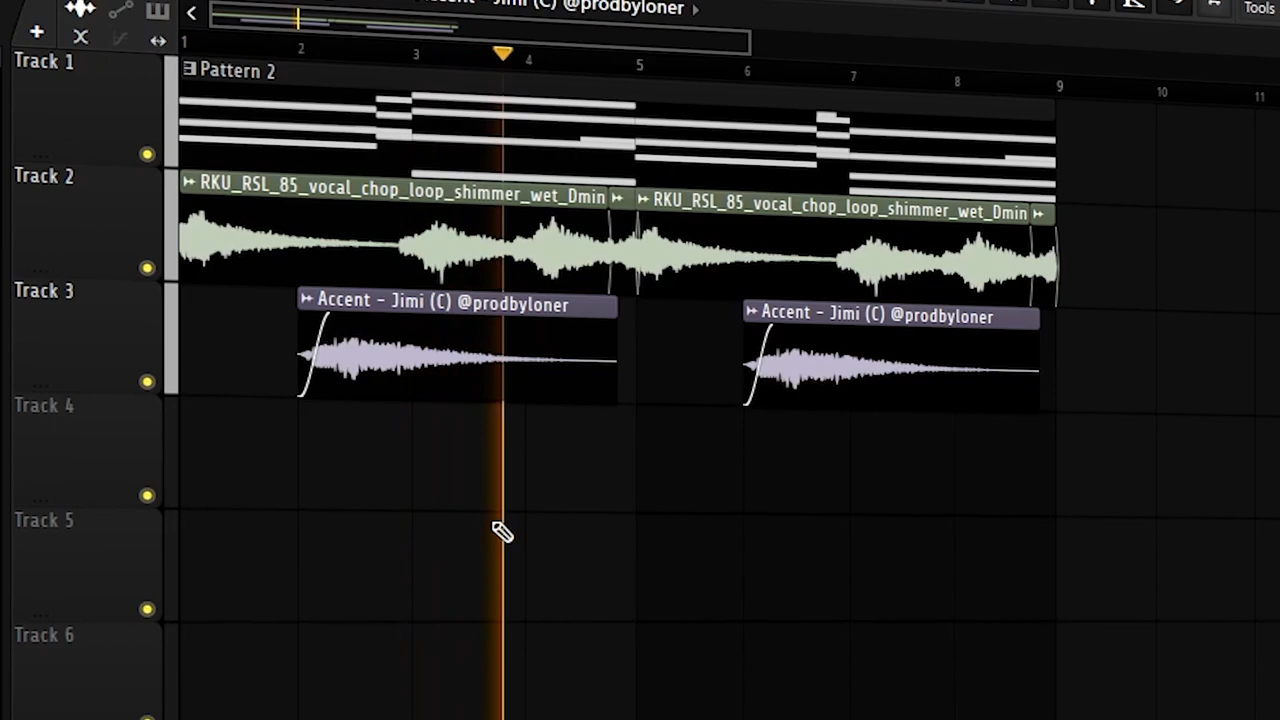 Jimi (C) @prodbyloner
Tools
1 2 3 4 5 6 7 8 9 10 11
Track 1
Pattern 2
Track 2
RKU_RSL_85_vocal_chop_loop_shimmer_wet_Dmin
RKU_RSL_85_vocal_chop_loop_shimmer_wet_Dmin
Track 3
Accent - Jimi (C) @prodbyloner
Accent - Jimi (C) @prodbyloner
Track 4
Track 5
Track 6